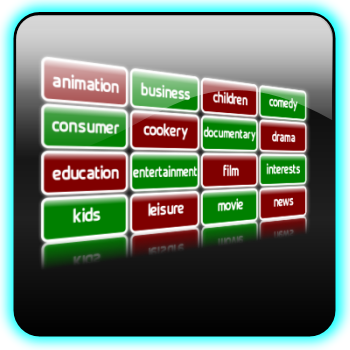 animation business children comedy
consumer cookery documentary drama
education entertainment film interests
kids leisure movie news